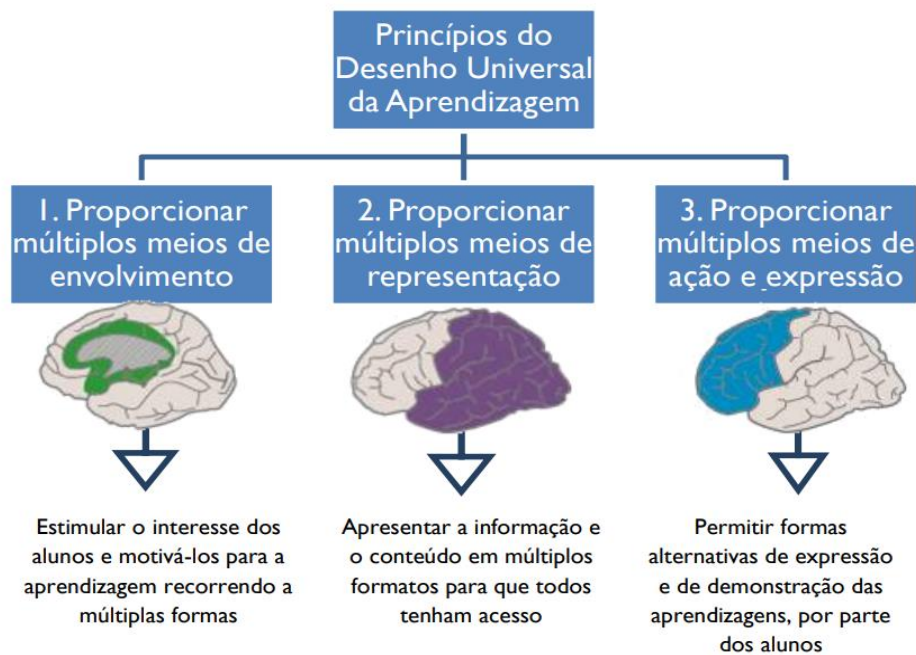 Princípios do
Desenho Universal
da Aprendizagem
1. Proporcionar
múltiplos meios de
envolvimento
2. Proporcionar
múltiplos meios de
representação
3. Proporcionar
múltiplos meios de
ação e expressão
Estimular o interesse dos
alunos e motivá-los para a
aprendizagem recorrendo a
múltiplas formas
Apresentar a informação e
o conteúdo em múltiplos
formatos para que todos
tenham acesso
Permitir formas
alternativas de expressão
e de demonstração das
aprendizagens, por parte
dos alunos